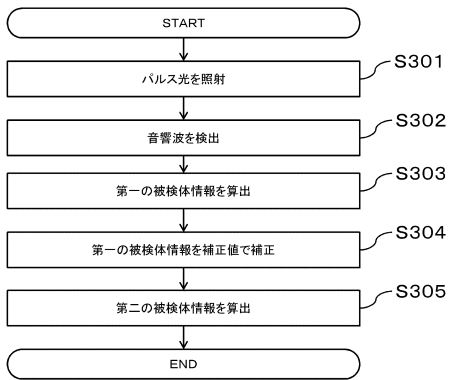 START
パルス光を照射
S301
音響波を検出
S302
第一の被検体情報を算出
S303
第一の被検体情報を補正値で補正
S304
第二の被検体情報を算出
S305
END